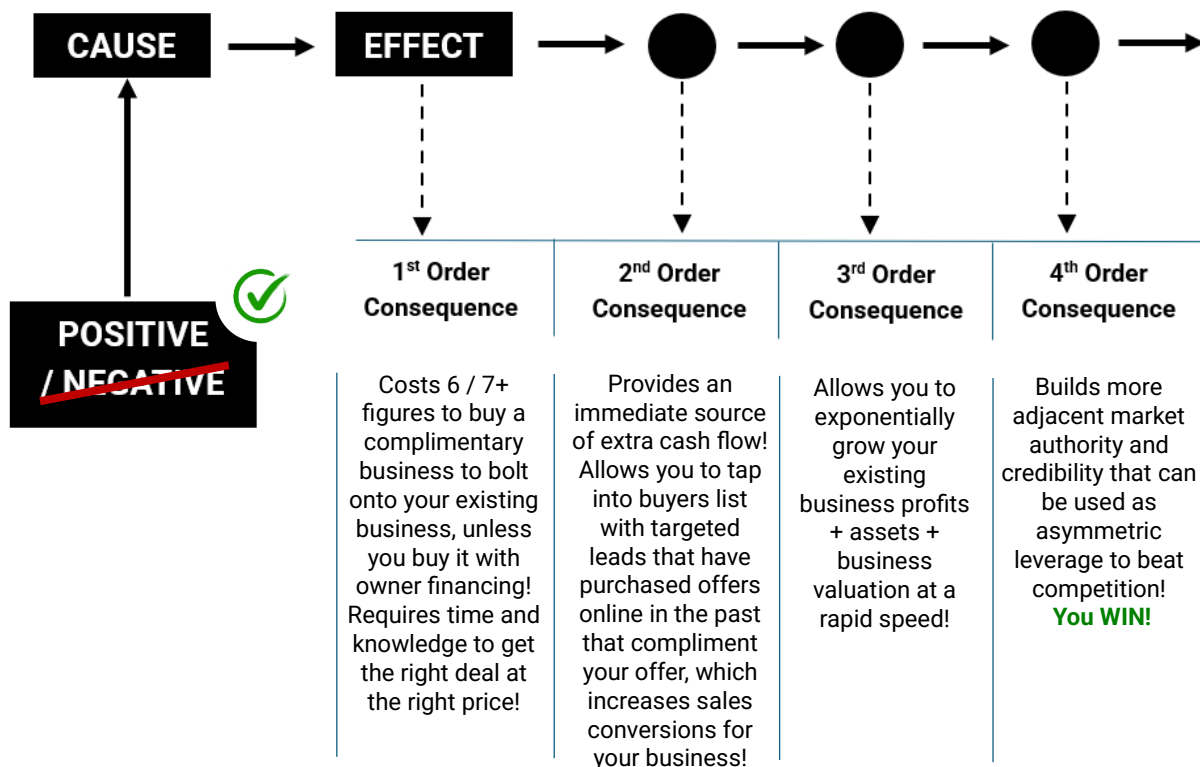 CAUSE
EFFECT
POSITIVE
/ NEGATIVE
1st Order
Consequence
2nd Order
Consequence
3rd Order
Consequence
4th Order
Consequence
Costs 6 / 7+
figures to buy a
complimentary
business to bolt
onto your existing
business, unless
you buy it with
owner financing!
Requires time and
knowledge to get
the right deal at
the right price!
Provides an
immediate source
of extra cash flow!
Allows you to tap
into buyers list
with targeted
leads that have
purchased offers
online in the past
that compliment
your offer, which
increases sales
conversions for
your business!
Allows you to
exponentially
grow your
existing
business profits
+ assets +
business
valuation at a
rapid speed!
Builds more
adjacent market
authority and
credibility that can
be used as
asymmetric
leverage to beat
competition!
You WIN!